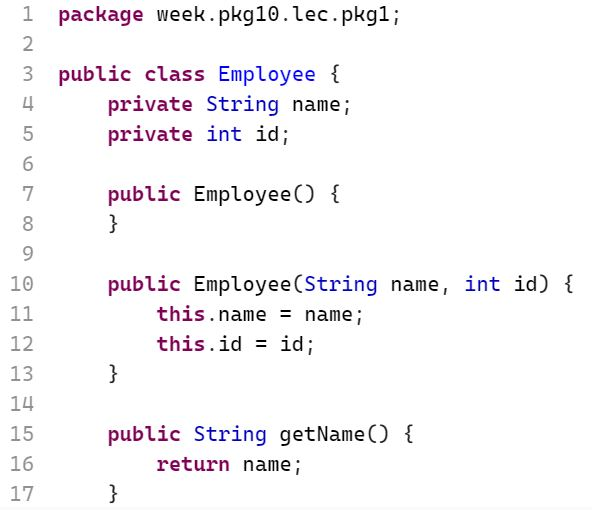 1 package week.pkg10.lec.pkg1;
2
3 public class Employee {
4     private String name;
5     private int id;
6
7     public Employee() {
8     }
9
10     public Employee(String name, int id) {
11         this.name = name;
12         this.id = id;
13     }
14
15     public String getName() {
16         return name;
17     }